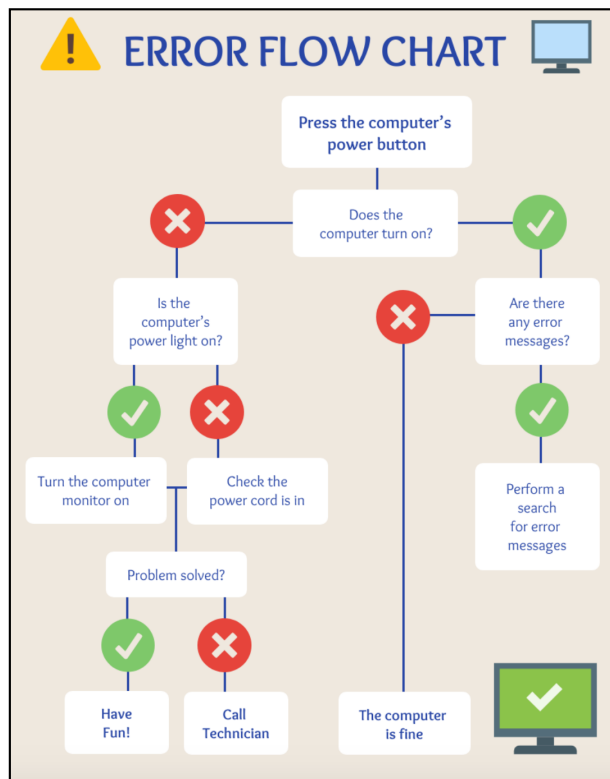 ERROR FLOW CHART
Press the computer's
power button
Does the
computer turn on?
Is the
computer's
power light on?
Are there
any error
messages?
Turn the computer
monitor on
Check the
power cord is in
Perform a
search
for error
messages
Problem solved?
Have
Fun!
Call
Technician
The computer
is fine